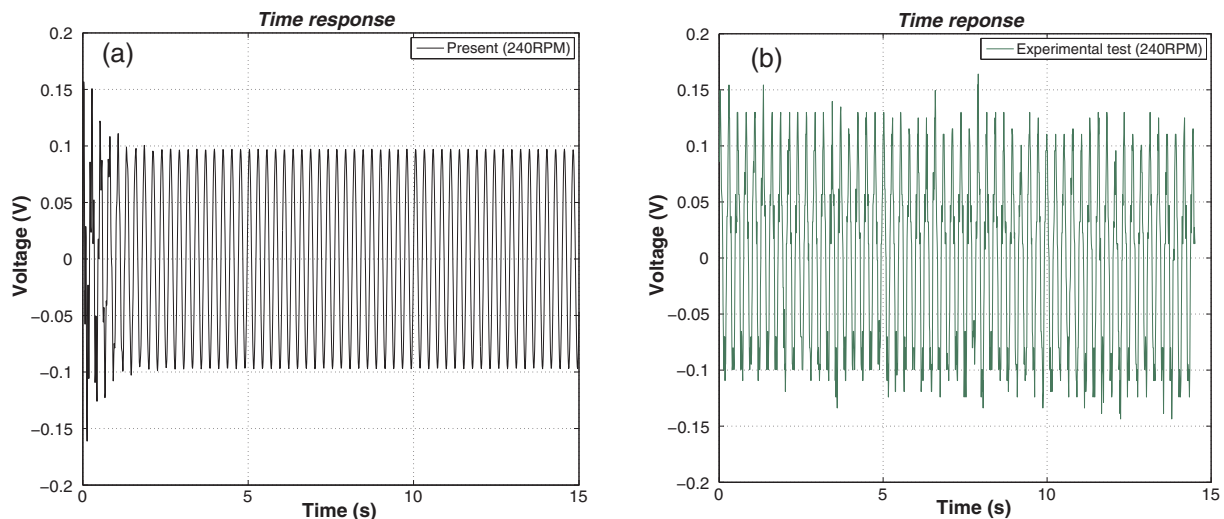 Time response
(a)
Present (240RPM)
0.2
0.15
0.1
0.05
0
−0.05
−0.1
−0.15
−0.2
Voltage (V)
0 5 10 15
Time (s)
Time reponse
(b)
Experimental test (240RPM)
0.2
0.15
0.1
0.05
0
−0.05
−0.1
−0.15
−0.2
Voltage (V)
0 5 10 15
Time (s)